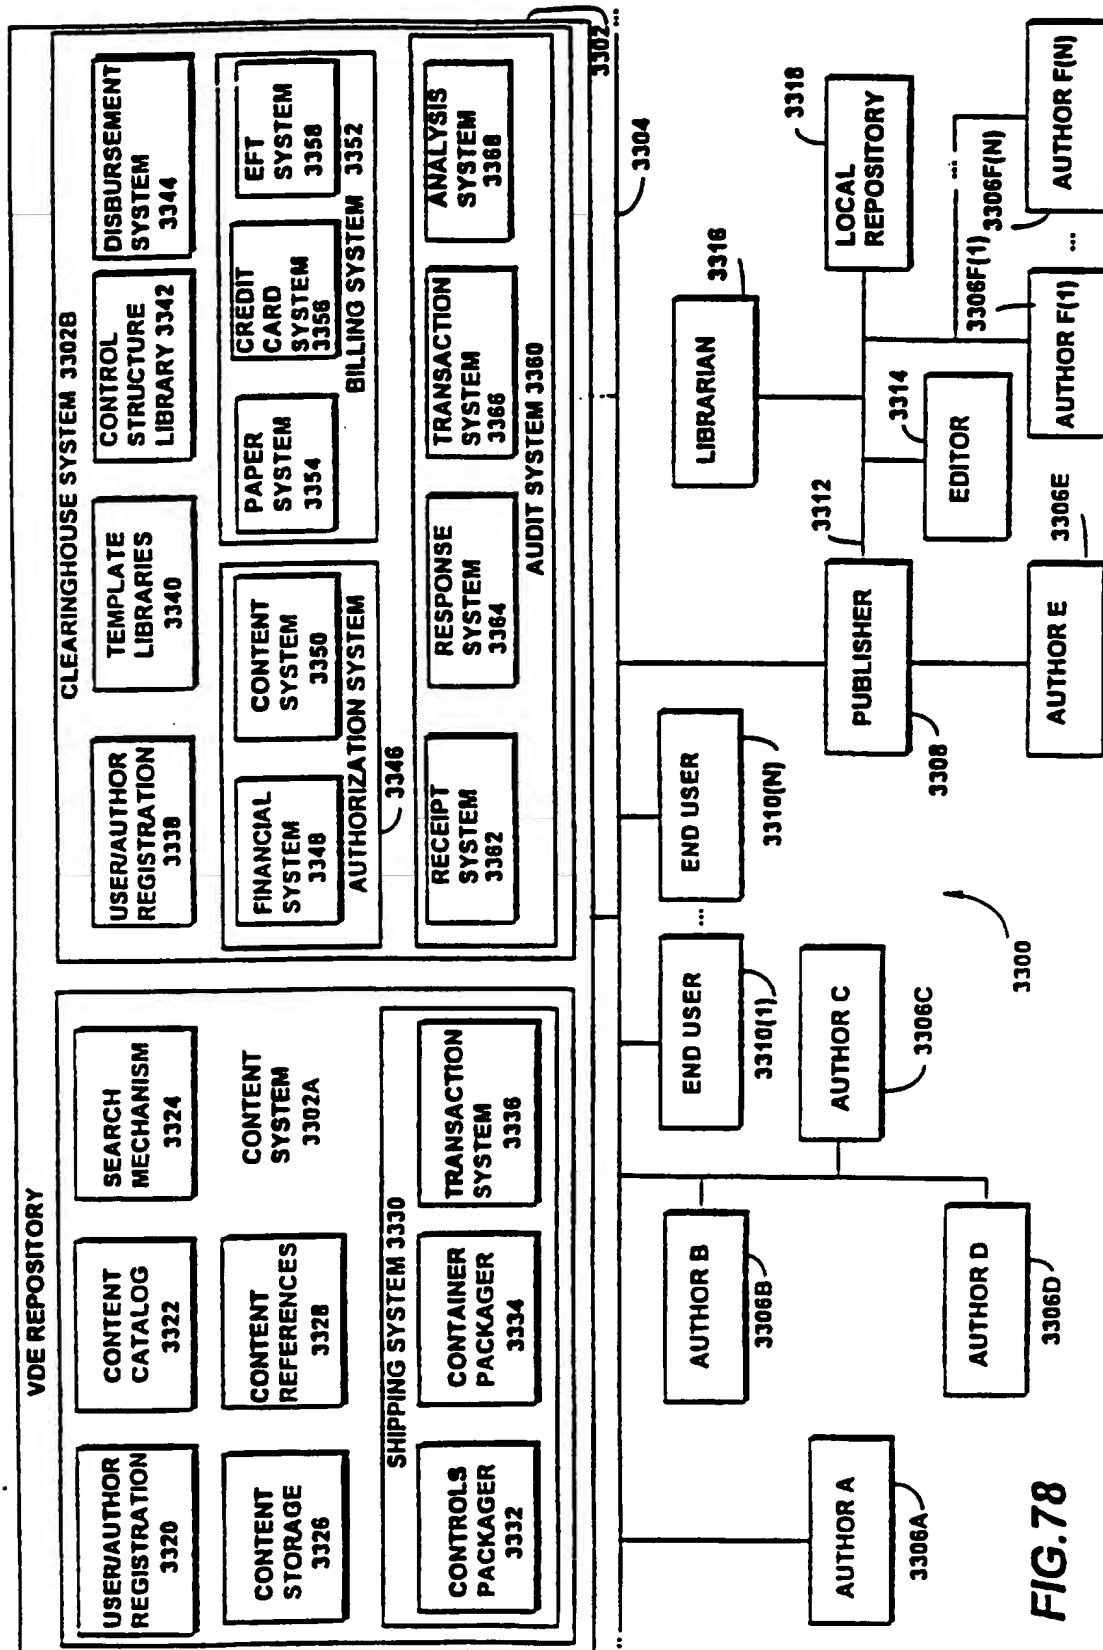 VDE REPOSITORY
USER/AUTHOR
REGISTRATION
3320
CONTENT
CATALOG
3322
SEARCH
MECHANISM
3324
CONTENT
STORAGE
3326
CONTENT
REFERENCES
3328
CONTENT
SYSTEM
3302A
SHIPPING SYSTEM 3330
CONTROLS
PACKAGER
3332
CONTAINER
PACKAGER
3334
TRANSACTION
SYSTEM
3336
CLEARINGHOUSE SYSTEM 3302B
USER/AUTHOR
REGISTRATION
3338
TEMPLATE
LIBRARIES
3340
CONTROL
STRUCTURE
LIBRARY 3342
DISBURSEMENT
SYSTEM
3344
FINANCIAL
SYSTEM
3348
CONTENT
SYSTEM
3350
AUTHORIZATION SYSTEM
3346
PAPER
SYSTEM
3354
CREDIT
CARD
SYSTEM
3356
EFT
SYSTEM
3358
BILLING SYSTEM 3352
RECEIPT
SYSTEM
3362
RESPONSE
SYSTEM
3364
TRANSACTION
SYSTEM
3366
ANALYSIS
SYSTEM
3368
AUDIT SYSTEM 3360
3302
...
...
3304
AUTHOR A
3306A
AUTHOR B
3306B
AUTHOR C
3306C
AUTHOR D
3306D
END USER
3310(1)
...
END USER
3310(N)
3300
PUBLISHER
3308
3312
AUTHOR E
3306E
LIBRARIAN
3316
EDITOR
3314
LOCAL
REPOSITORY
3318
3306F(1)
AUTHOR F(1)
...
...
3306F(N)
AUTHOR F(N)
FIG. 78